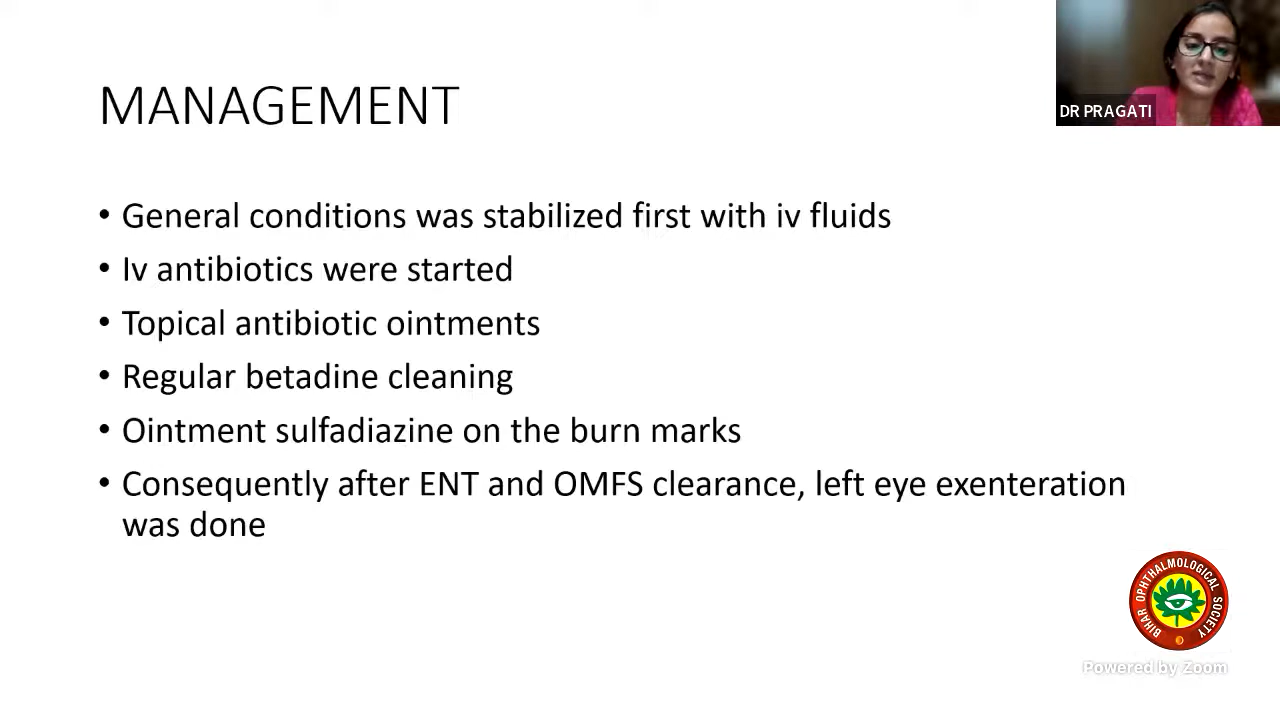 DR PRAGATI
MANAGEMENT
• General conditions was stabilized first with iv fluids
• Iv antibiotics were started
• Topical antibiotic ointments
• Regular betadine cleaning
• Ointment sulfadiazine on the burn marks
• Consequently after ENT and OMFS clearance, left eye exenteration
was done
BIHAR OPHTHALMOLOGICAL SOCIETY
Powered by Zoom